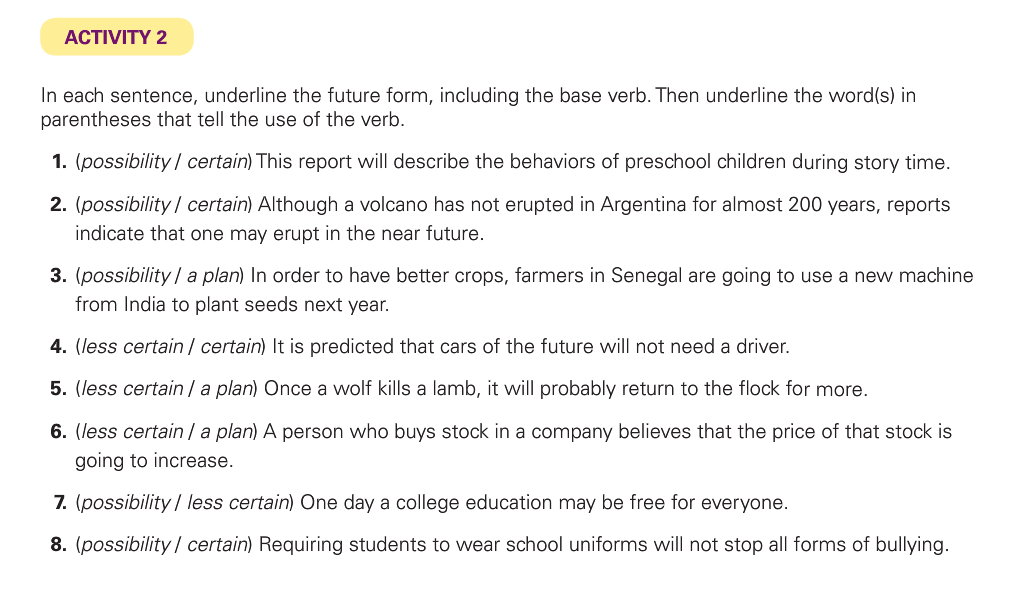 ACTIVITY 2
In each sentence, underline the future form, including the base verb. Then underline the word(s) in
parentheses that tell the use of the verb.
1. (possibility / certain) This report will describe the behaviors of preschool children during story time.
2. (possibility / certain) Although a volcano has not erupted in Argentina for almost 200 years, reports
indicate that one may erupt in the near future.
3. (possibility / a plan) In order to have better crops, farmers in Senegal are going to use a new machine
from India to plant seeds next year.
4. (less certain / certain) It is predicted that cars of the future will not need a driver.
5. (less certain / a plan) Once a wolf kills a lamb, it will probably return to the flock for more.
6. (less certain / a plan) A person who buys stock in a company believes that the price of that stock is
going to increase.
7. (possibility / less certain) One day a college education may be free for everyone.
8. (possibility / certain) Requiring students to wear school uniforms will not stop all forms of bullying.